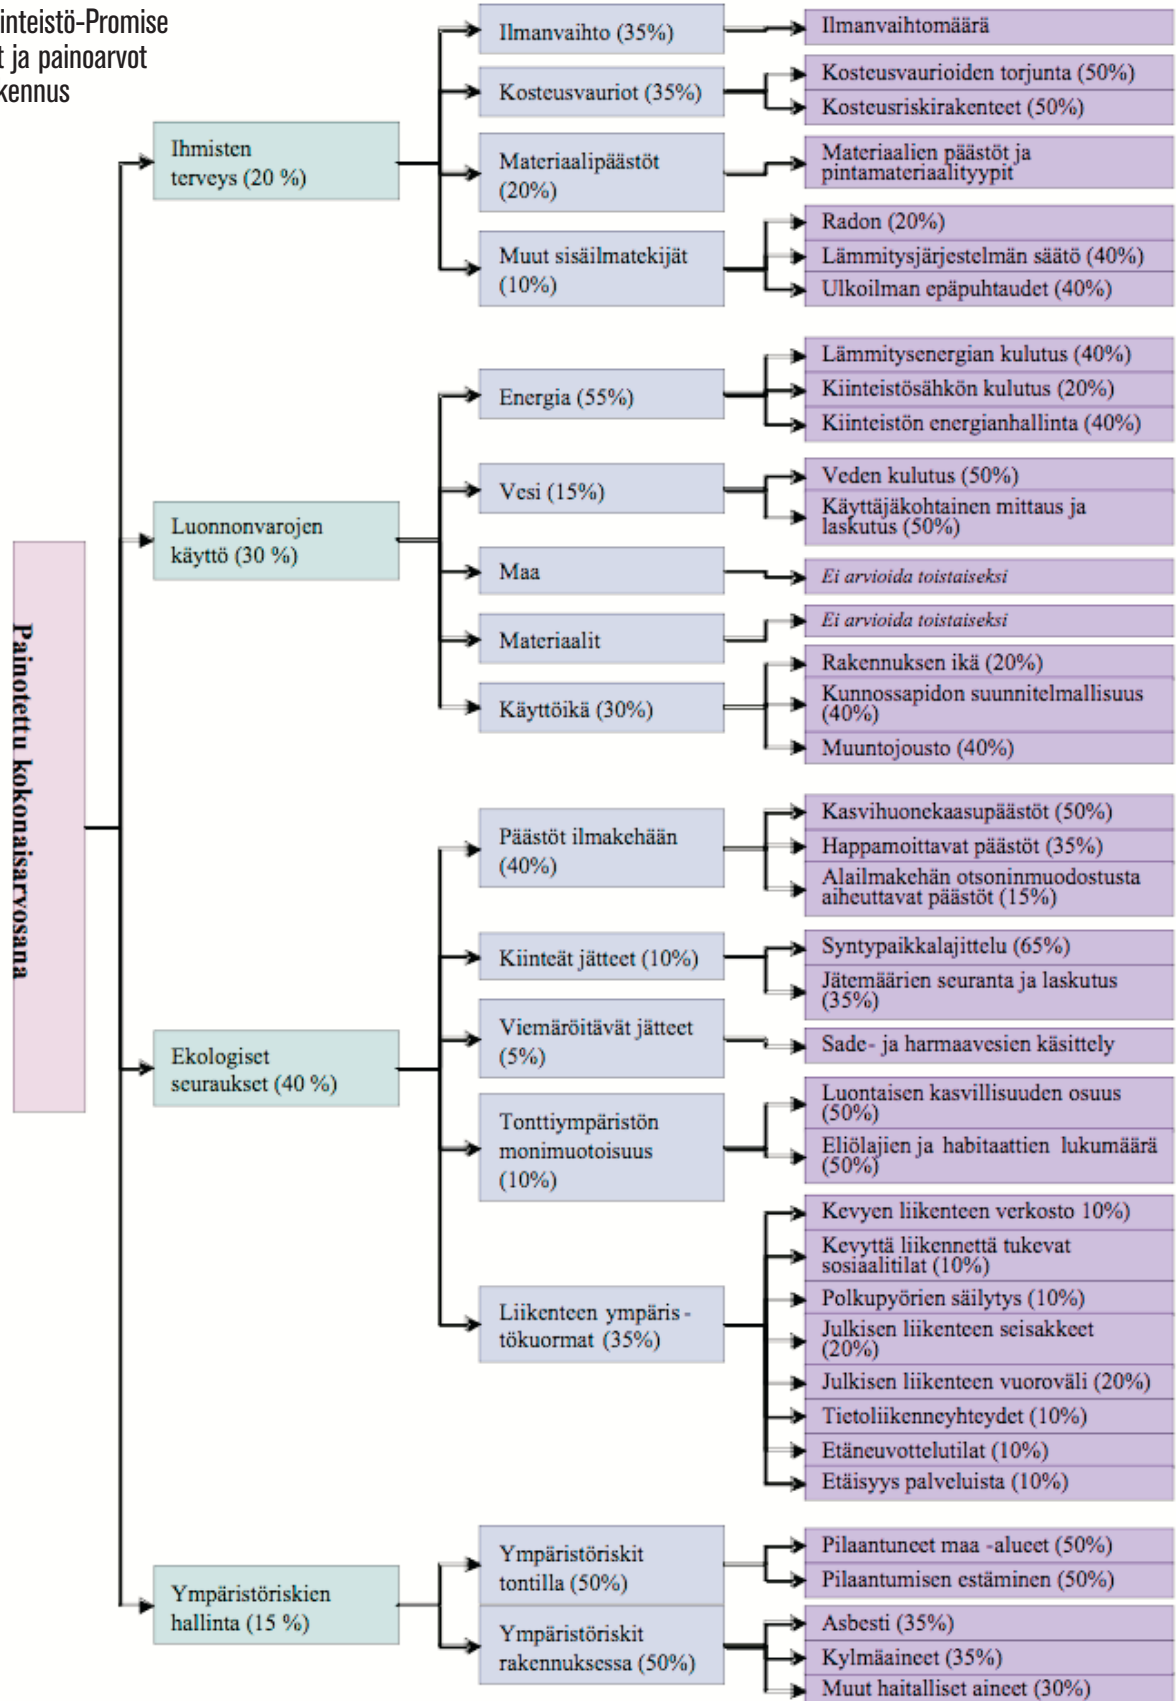 inteistö-Promise
t ja painoarvot
kennus
Painotettu kokonaisarvosana
Ihmisten
terveys (20 %)
Ilmanvaihto (35%)
Ilmanvaihtomäärä
Kosteusvauriot (35%)
Kosteusvaurioiden torjunta (50%)
Kosteusriskirakenteet (50%)
Materiaalipäästöt
(20%)
Materiaalien päästöt ja
pintamateriaalityypit
Muut sisäilmatekijät
(10%)
Radon (20%)
Lämmitysjärjestelmän säätö (40%)
Ulkoilman epäpuhtaudet (40%)
Luonnonvarojen
käyttö (30 %)
Energia (55%)
Lämmitysenergian kulutus (40%)
Kiinteistösähkön kulutus (20%)
Kiinteistön energianhallinta (40%)
Vesi (15%)
Veden kulutus (50%)
Käyttäjäkohtainen mittaus ja
laskutus (50%)
Maa
Ei arvioida toistaiseksi
Materiaalit
Ei arvioida toistaiseksi
Käyttöikä (30%)
Rakennuksen ikä (20%)
Kunnossapidon suunnitelmallisuus
(40%)
Muuntojousto (40%)
Ekologiset
seuraukset (40 %)
Päästöt ilmakehään
(40%)
Kasvihuonekaasupäästöt (50%)
Happamoittavat päästöt (35%)
Alailmakehän otsoninmuodostusta
aiheuttavat päästöt (15%)
Kiinteät jätteet (10%)
Syntypaikkalajittelu (65%)
Jätemäärien seuranta ja laskutus
(35%)
Viemäröitävät jätteet
(5%)
Sade- ja harmaavesien käsittely
Tonttiympäristön
monimuotoisuus
(10%)
Luontaisen kasvillisuuden osuus
(50%)
Eliölajien ja habitaattien lukumäärä
(50%)
Liikenteen ympäris-
tökuormat (35%)
Kevyen liikenteen verkosto 10%)
Kevyttä liikennettä tukevat
sosiaalitilat (10%)
Polkupyörien säilytys (10%)
Julkisen liikenteen seisakkeet
(20%)
Julkisen liikenteen vuoroväli (20%)
Tietoliikenneyhteydet (10%)
Etäneuvottelutilat (10%)
Etäisyys palveluista (10%)
Ympäristöriskien
hallinta (15 %)
Ympäristöriskit
tontilla (50%)
Pilaantuneet maa -alueet (50%)
Pilaantumisen estäminen (50%)
Ympäristöriskit
rakennuksessa (50%)
Asbesti (35%)
Kylmäaineet (35%)
Muut haitalliset aineet (30%)